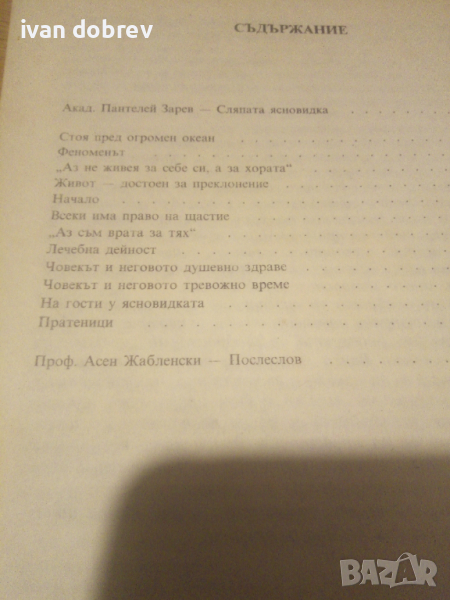 ivan dobrev
СЪДЪРЖАНИЕ
Акад. Пантелей Зарев — Сляпата ясновидка . . . . . .
Стоя пред огромен океан . . . . . . . . . . .
Феноменът . . . . . . . . . . . . . . . .
„Аз не живея за себе си, а за хората“ . . . . . . . .
Живот — достоен за преклонение . . . . . . . . .
Начало . . . . . . . . . . . . . . . . . .
Всеки има право на щастие . . . . . . . . . . .
„Аз съм врата за тях“ . . . . . . . . . . . .
Лечебна дейност . . . . . . . . . . . . . .
Човекът и неговото душевно здраве . . . . . . . .
Човекът и неговото тревожно време . . . . . . . .
На гости у ясновидката . . . . . . . . . . .
Пратеници . . . . . . . . . . . . . . . .
Проф. Асен Жабленски — Послеслов . . . . . .
BAZAR